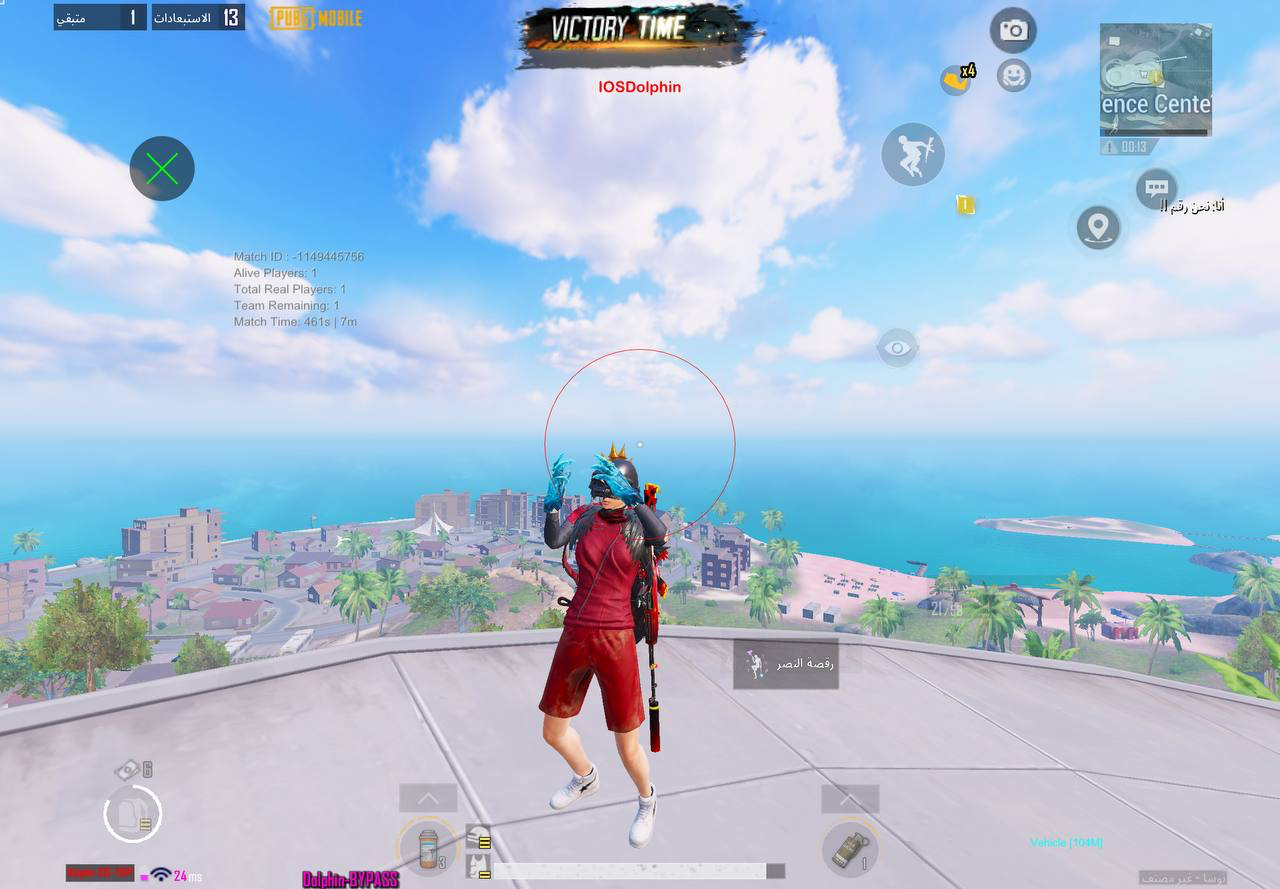 متبقي 1
الاستبعادات 13
PUBG MOBILE
VICTORY TIME
IOSDolphin
x4
ence Cente
00:13
أنا: نحن رقم 1!
Match ID : -1149445756
Alive Players: 1
Total Real Players: 1
Team Remaining: 1
Match Time: 461s | 7m
رقصة النصر
6
3
1
Vehicle [104M]
24 ms
Dolphin-BYPASS